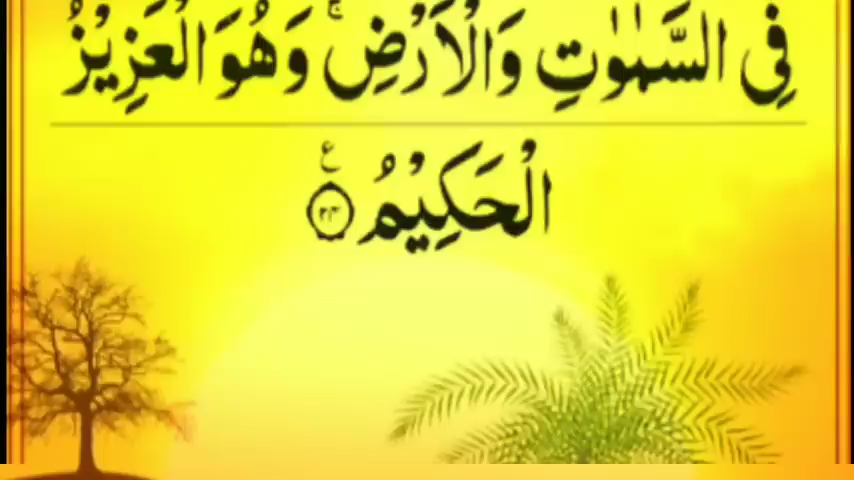 فِي السَّمٰوٰتِ وَالْاَرْضِ ۚ وَهُوَ الْعَزِيْزُ
الْحَكِيْمُ ۟ ع